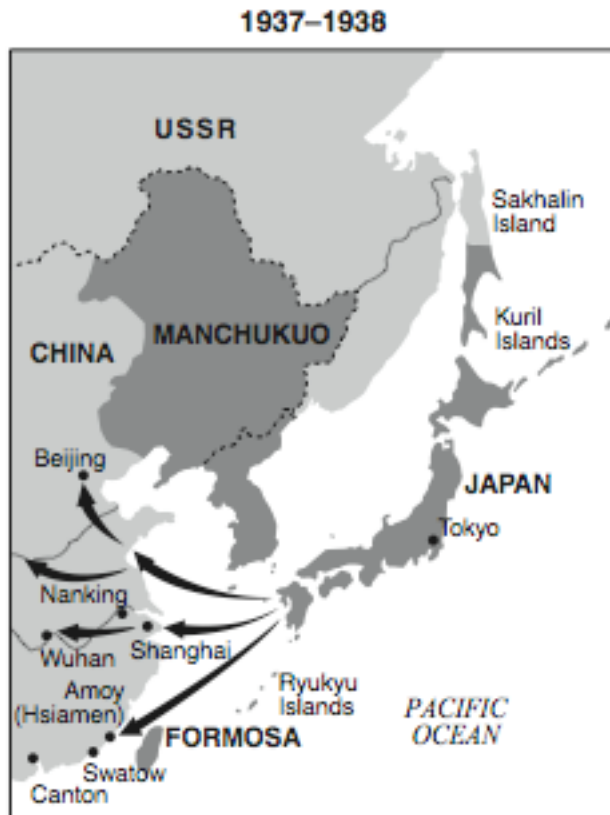 1937–1938
USSR
Sakhalin
Island
MANCHUKUO
Kuril
Islands
CHINA
Beijing
JAPAN
Tokyo
Nanking
Wuhan
Shanghai
Amoy
(Hsiamen)
Ryukyu
Islands
PACIFIC
OCEAN
FORMOSA
Swatow
Canton